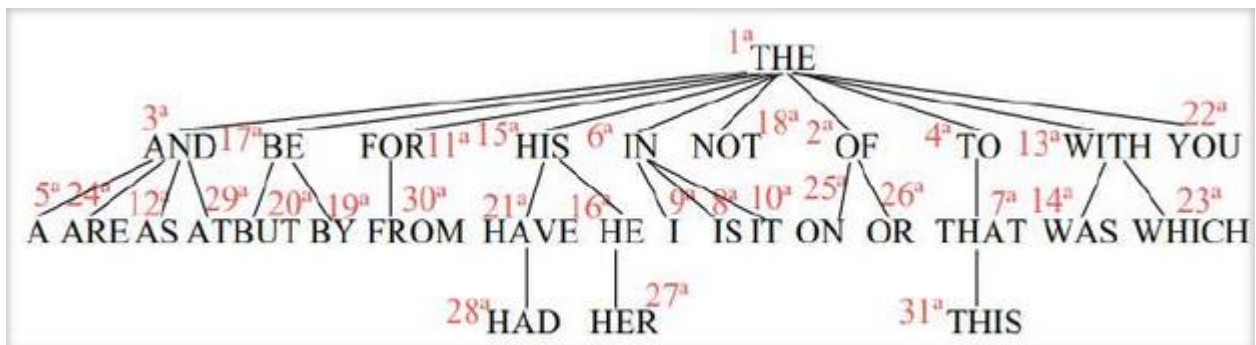 1ª THE
3ª AND 17ª BE FOR 11ª 15ª HIS 6ª IN NOT 18ª 2ª OF 4ª TO 13ª WITH YOU 22ª
5ª A 24ª ARE 12ª AS 29ª AT BUT 20ª BY 19ª FROM 30ª 21ª HAVE 16ª HE I 9ª IS 8ª IT 10ª 25ª ON OR 26ª THAT 7ª 14ª WAS WHICH 23ª
28ª HAD HER 27ª 31ª THIS